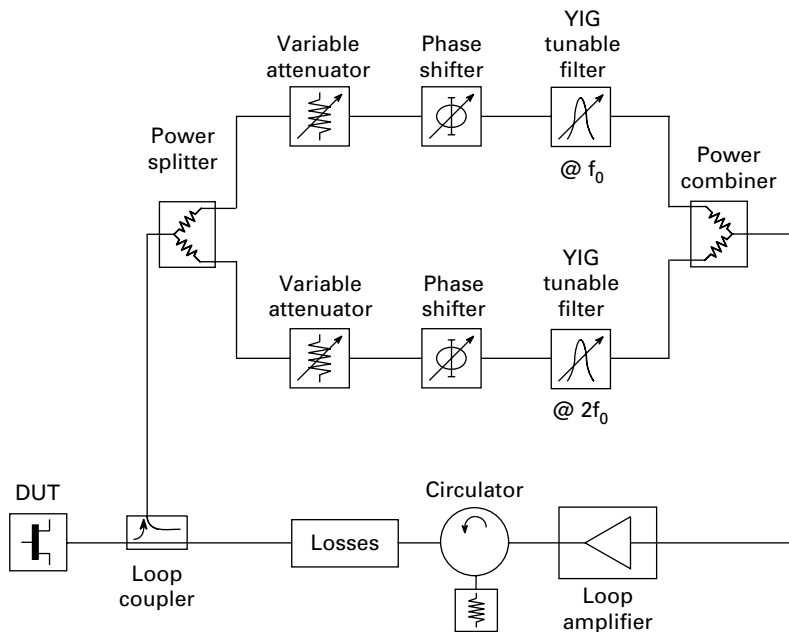 Variable
attenuator
Phase
shifter
YIG
tunable
filter
@ f0
Power
splitter
Power
combiner
Variable
attenuator
Phase
shifter
YIG
tunable
filter
@ 2f0
DUT
Loop
coupler
Losses
Circulator
Loop
amplifier